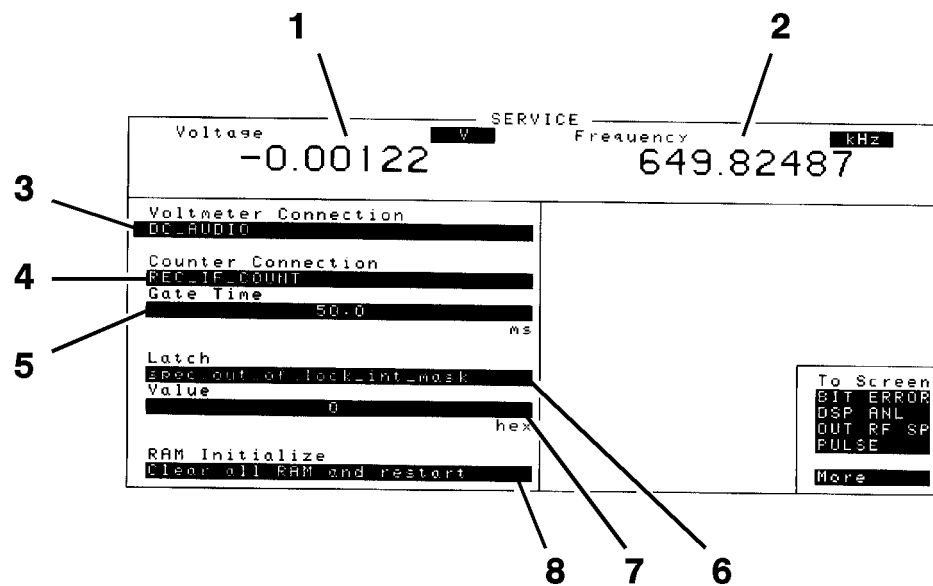 1
2
SERVICE
Voltage
V
Frequency
kHz
-0.00122
649.82487
3
Voltmeter Connection
DC_AUDIO
4
Counter Connection
REC_IF_COUNT
5
Gate Time
50.0
ms
Latch
spec_out_of_lock_int_mask
Value
0
hex
RAM Initialize
Clear all RAM and restart
To Screen
BIT ERROR
DSP ANL
OUT RF SP
PULSE
More
8
7
6